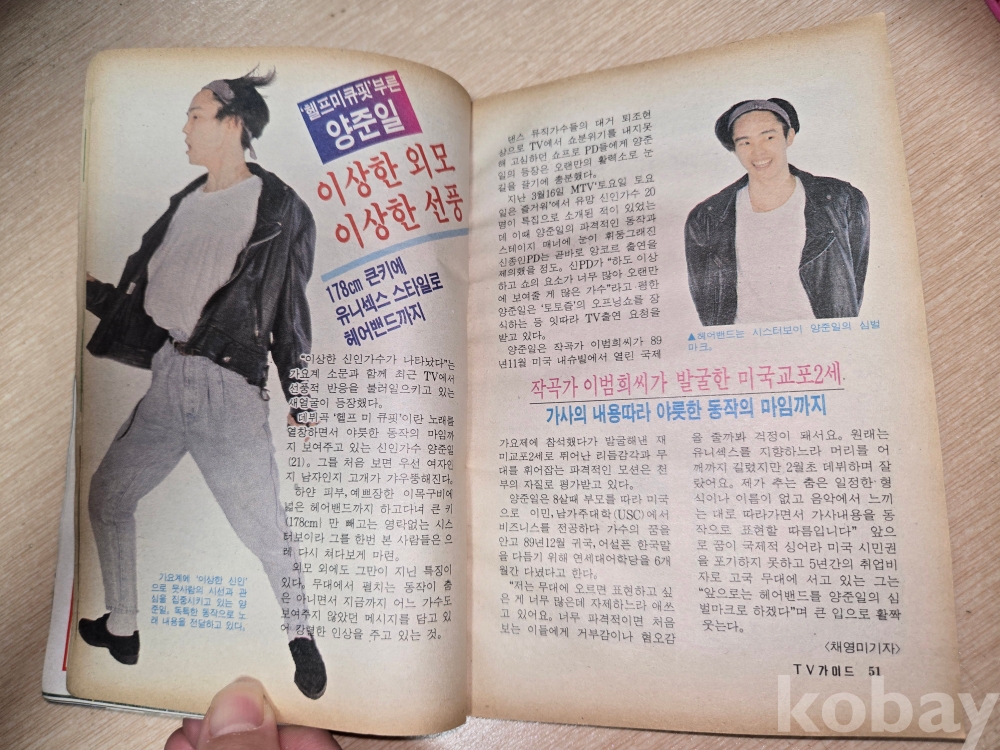 '헬프미큐핏'부른
양준일
이상한 외모
이상한 선풍
178cm 큰키에
유니섹스 스타일로
헤어밴드까지
"이상한 신인가수가 나타났다"는
가요계 소문과 함께 최근 TV에서
선풍적 반응을 불러일으키고 있는
새얼굴이 등장했다.
데뷔곡 '헬프 미 큐핏'이란 노래를
열창하면서 야릇한 동작의 마임까
지 보여주고 있는 신인가수 양준일
(21). 그를 처음 보면 우선 여자인
지 남자인지 고개가 갸우뚱해진다.
하얀 피부, 예쁘장한 이목구비에
넓은 헤어밴드까지 하고다녀 큰 키
(178cm)만 빼고는 영락없는 시스
터보이라 그를 한번 본 사람들은 으
레 다시 쳐다보게 마련.
외모 외에도 그만이 지닌 특징이
있다. 무대에서 펼치는 동작이 춤
은 아니면서 지금까지 어느 가수도
보여주지 않았던 메시지를 담고 있
어 강렬한 인상을 주고 있는 것.
가요계에 '이상한 신인'
으로 뭇사람의 시선과 관
심을 집중시키고 있는 양
준일. 독특한 동작으로 노
래 내용을 전달하고 있다.
댄스 뮤직가수들의 대거 퇴조현
상으로 TV에서 쇼분위기를 내지못
해 고심하던 쇼프로 PD들에게 양준
일의 등장은 오랜만의 활력소로 눈
길을 끌기에 충분했다.
지난 3월16일 MTV '토요일 토요
일은 즐거워'에서 유망 신인가수 20
명이 특집으로 소개된 적이 있었는
데 이때 양준일의 파격적인 동작과
스테이지 매너에 눈이 휘둥그래진
신종인PD는 곧바로 앙코르 출연을
제의했을 정도. 신PD가 "하도 이상
하고 쇼의 요소가 너무 많아 오랜만
에 보여줄 게 많은 가수"라고 평한
양준일은 '토토즐'의 오프닝쇼를 장
식하는 등 잇따라 TV출연 요청을
받고 있다.
양준일은 작곡가 이범희씨가 89
년11월 미국 내슈빌에서 열린 국제
▲헤어밴드는 시스터보이 양준일의 심벌
마크.
작곡가 이범희씨가 발굴한 미국교포2세.
가사의 내용따라 야릇한 동작의 마임까지
가요제에 참석했다가 발굴해낸 재
미교포2세로 뛰어난 리듬감각과 무
대를 휘어잡는 파격적인 모션은 천
부의 자질로 평가받고 있다.
양준일은 8살때 부모를 따라 미국
으로 이민, 남가주대학(USC)에서
비즈니스를 전공하다 가수의 꿈을
안고 89년12월 귀국, 어설픈 한국말
을 다듬기 위해 연세대어학당을 6개
월간 다녔다고 한다.
"저는 무대에 오르면 표현하고 싶
은 게 너무 많은데 자제하느라 애쓰
고 있어요. 너무 파격적이면 처음
보는 이들에게 거부감이나 혐오감
을 줄까봐 걱정이 돼서요. 원래는
유니섹스를 지향하느라 머리를 어
깨까지 길렀지만 2월초 데뷔하며 잘
랐어요. 제가 추는 춤은 일정한 형
식이나 이름이 없고 음악에서 느끼
는 대로 따라가면서 가사내용을 동
작으로 표현할 따름입니다" 앞으
로 꿈이 국제적 싱어라 미국 시민권
을 포기하지 못하고 5년간의 취업비
자로 고국 무대에 서고 있는 그는
"앞으로는 헤어밴드를 양준일의 심
벌마크로 하겠다"며 큰 입으로 활짝
웃는다.
〈채영미기자〉
TV가이드 51
kobay